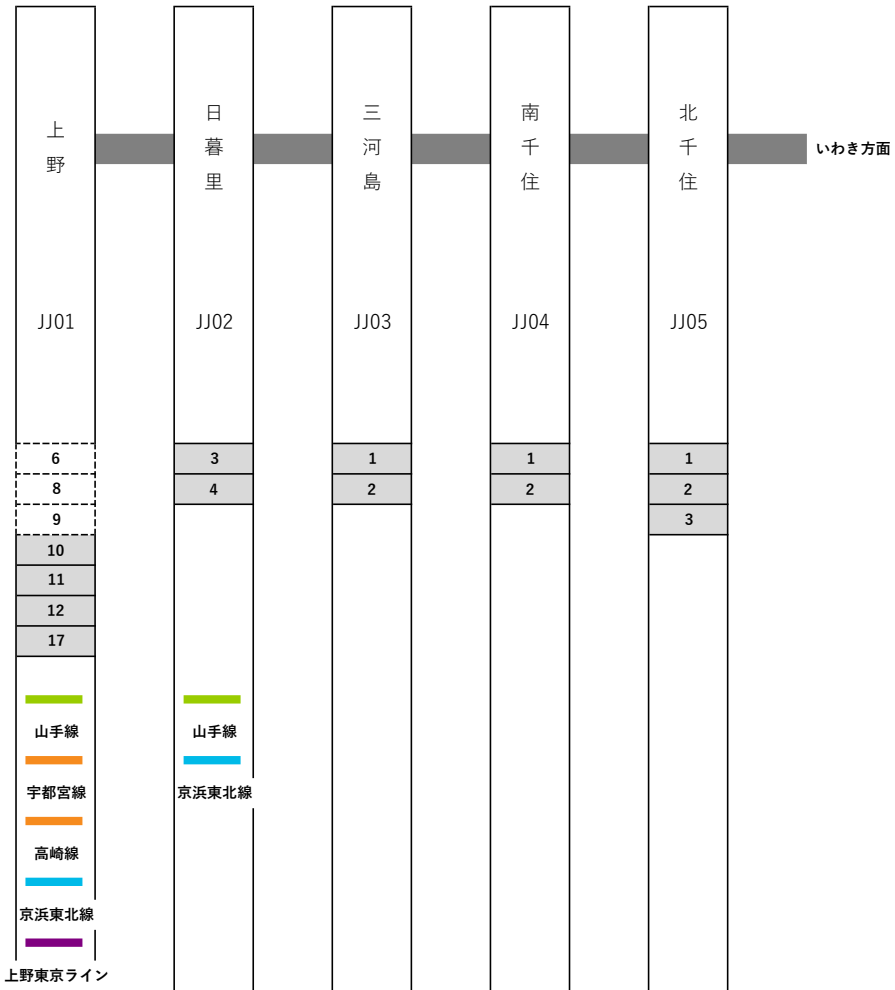 上野
日暮里
三河島
南千住
北千住
いわき方面
JJ01
JJ02
JJ03
JJ04
JJ05
6
8
9
10
11
12
17
3
4
1
2
1
2
1
2
3
山手線
宇都宮線
高崎線
京浜東北線
上野東京ライン
山手線
京浜東北線